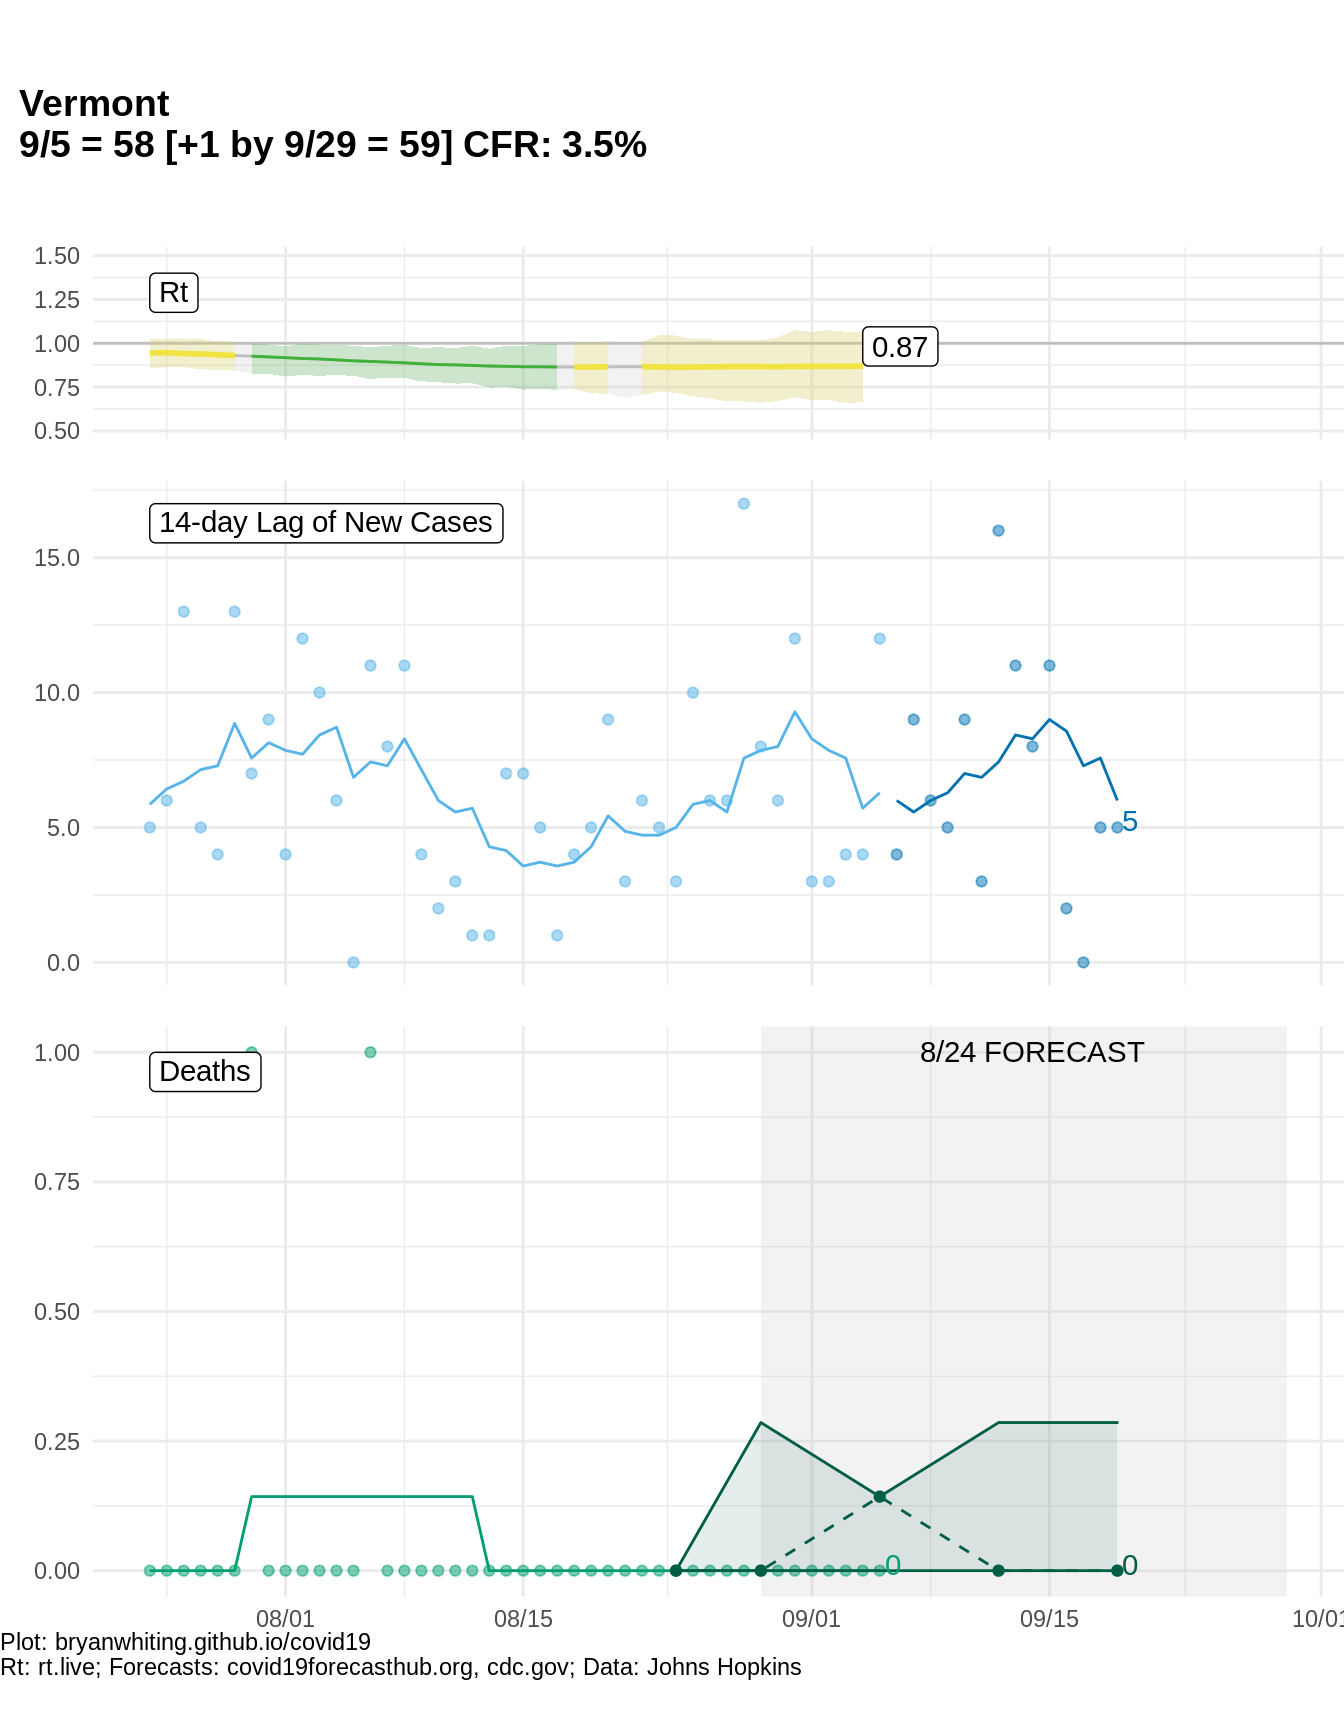 Vermont
9/5 = 58 [+1 by 9/29 = 59] CFR: 3.5%
1.50
1.25
1.00
0.75
0.50
Rt
0.87
14-day Lag of New Cases
15.0
10.0
5.0
0.0
5
Deaths
8/24 FORECAST
1.00
0.75
0.50
0.25
0.00
0
0
08/01
08/15
09/01
09/15
10/01
Plot: bryanwhiting.github.io/covid19
Rt: rt.live; Forecasts: covid19forecasthub.org, cdc.gov; Data: Johns Hopkins